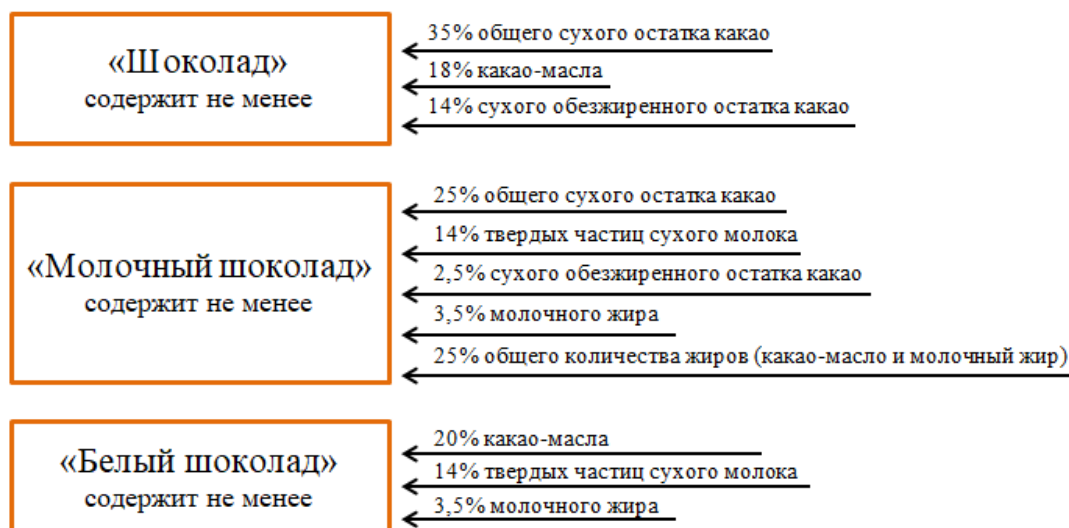 «Шоколад»
содержит не менее
35% общего сухого остатка какао
18% какао-масла
14% сухого обезжиренного остатка какао
«Молочный шоколад»
содержит не менее
25% общего сухого остатка какао
14% твердых частиц сухого молока
2,5% сухого обезжиренного остатка какао
3,5% молочного жира
25% общего количества жиров (какао-масло и молочный жир)
«Белый шоколад»
содержит не менее
20% какао-масла
14% твердых частиц сухого молока
3,5% молочного жира